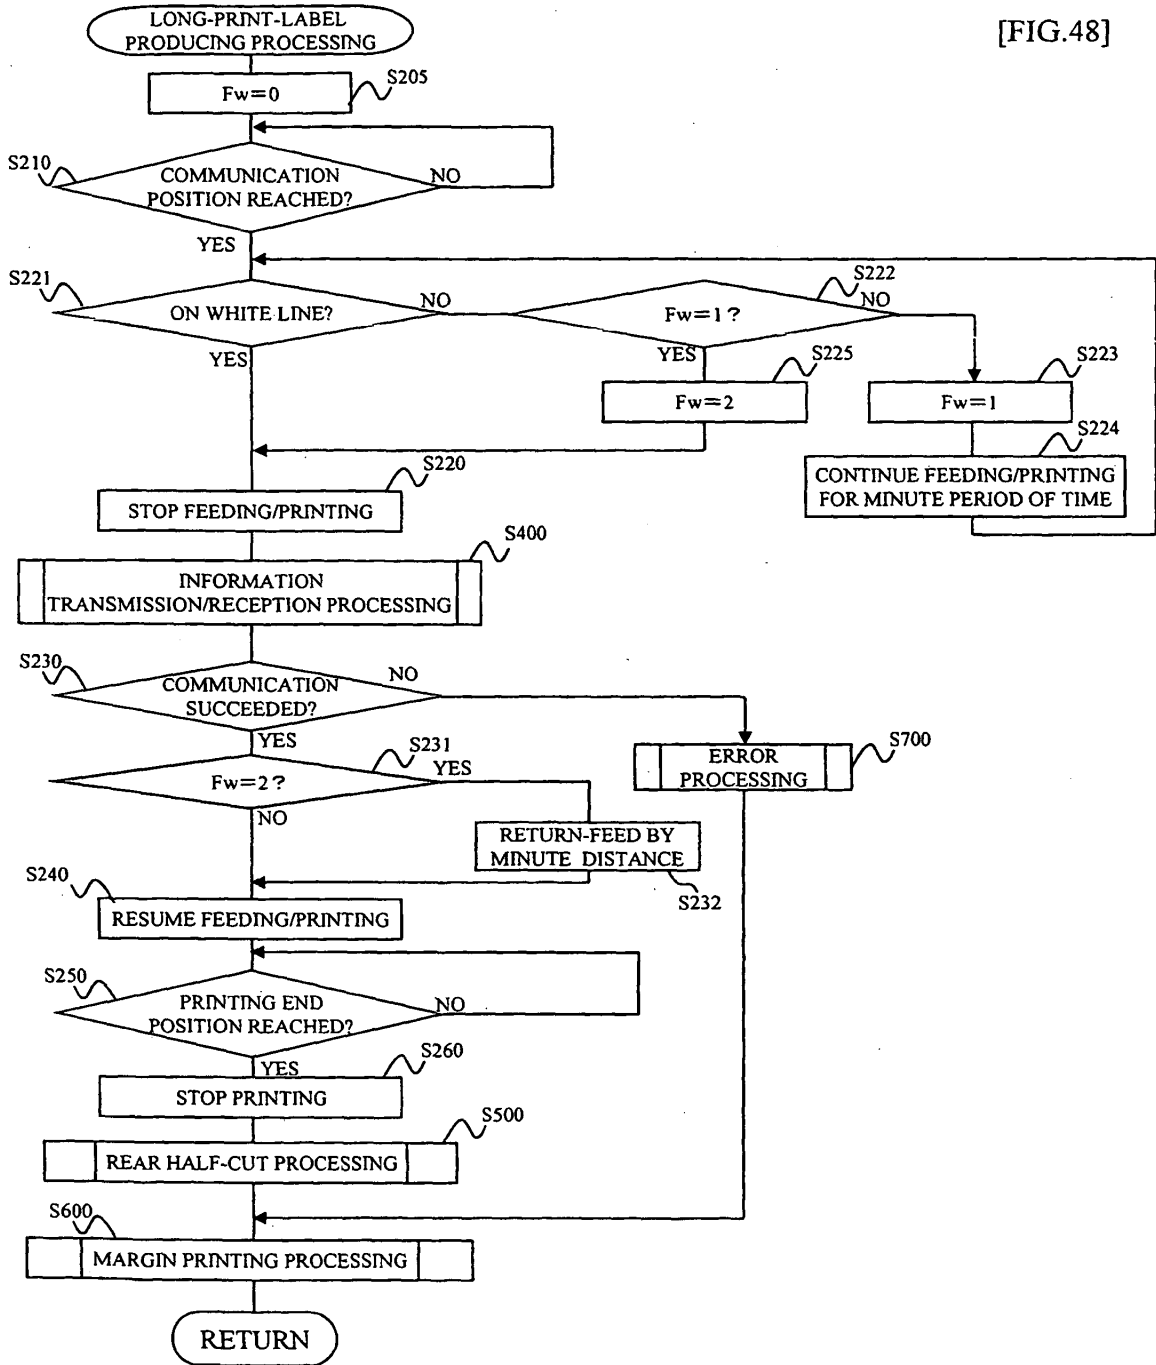 [FIG.48]
LONG-PRINT-LABEL
PRODUCING PROCESSING
S205
Fw=0
S210
COMMUNICATION
POSITION REACHED?
NO
YES
S221
ON WHITE LINE?
NO
YES
S222
Fw=1?
NO
YES
S225
Fw=2
S223
Fw=1
S224
CONTINUE FEEDING/PRINTING
FOR MINUTE PERIOD OF TIME
S220
STOP FEEDING/PRINTING
S400
INFORMATION
TRANSMISSION/RECEPTION PROCESSING
S230
COMMUNICATION
SUCCEEDED?
NO
YES
S700
ERROR
PROCESSING
S231
Fw=2?
YES
NO
RETURN-FEED BY
MINUTE DISTANCE
S232
S240
RESUME FEEDING/PRINTING
S250
PRINTING END
POSITION REACHED?
NO
YES
S260
STOP PRINTING
S500
REAR HALF-CUT PROCESSING
S600
MARGIN PRINTING PROCESSING
RETURN